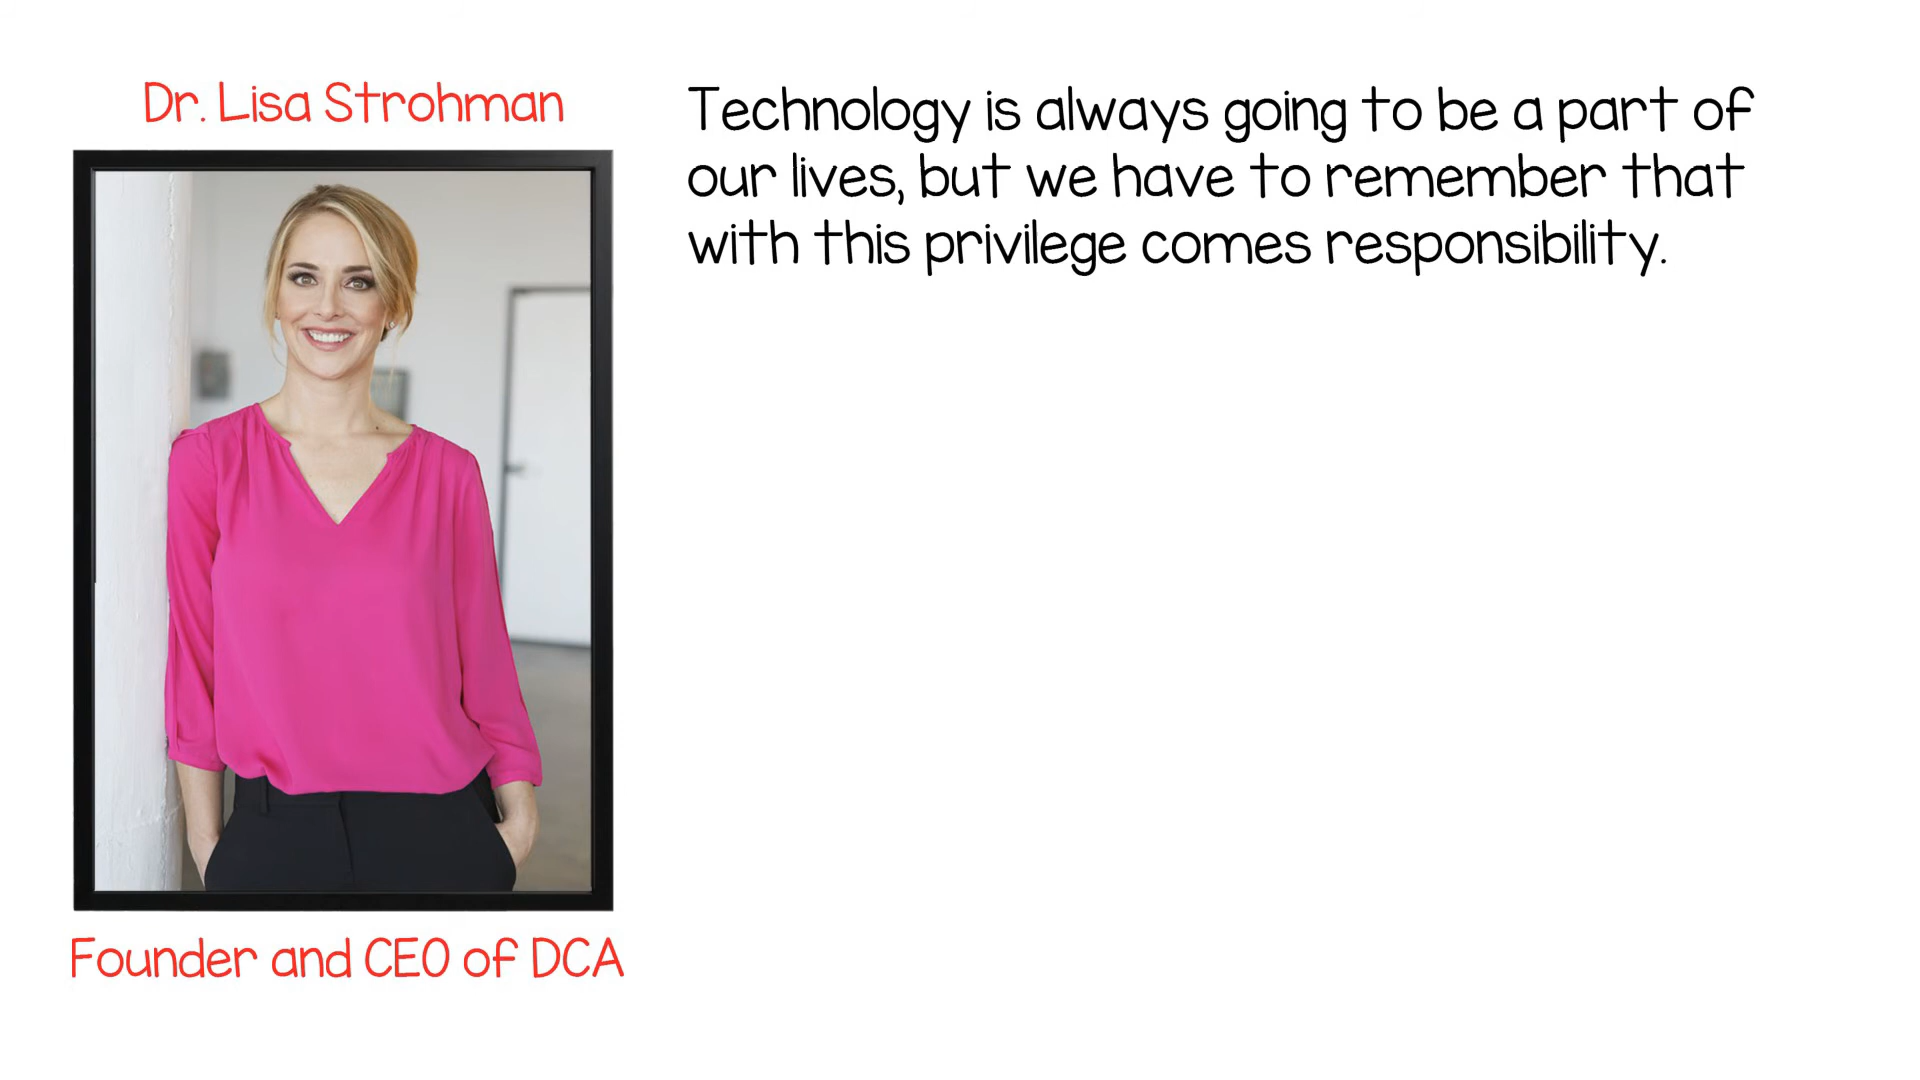 Dr. Lisa Strohman
Technology is always going to be a part of
our lives, but we have to remember that
with this privilege comes responsibility.
Founder and CEO of DCA